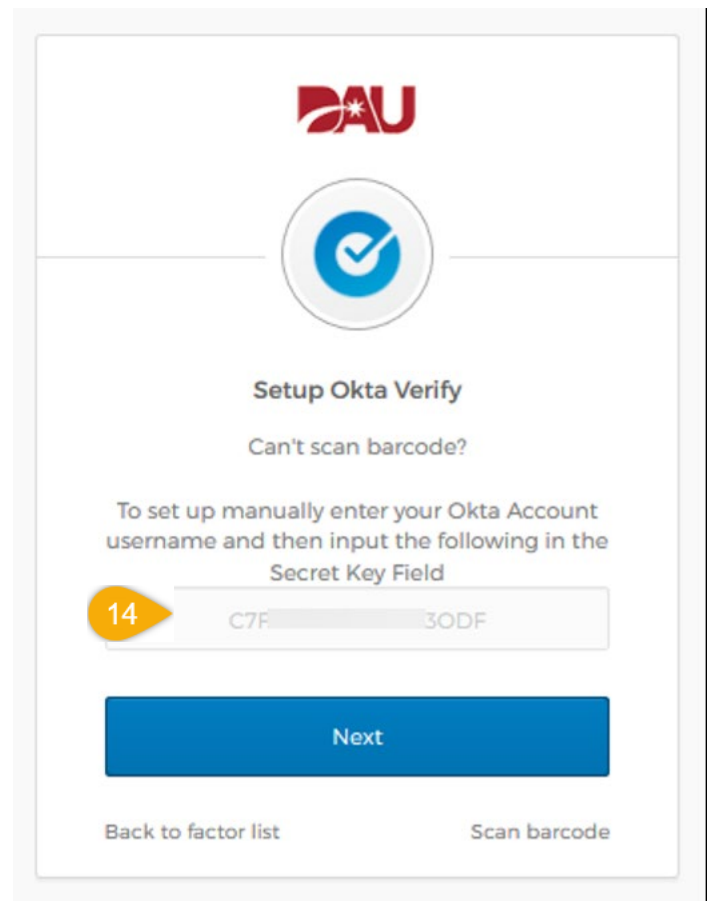 DAU
Setup Okta Verify
Can't scan barcode?
To set up manually enter your Okta Account
username and then input the following in the
Secret Key Field
14
C7F 3ODF
Next
Back to factor list
Scan barcode